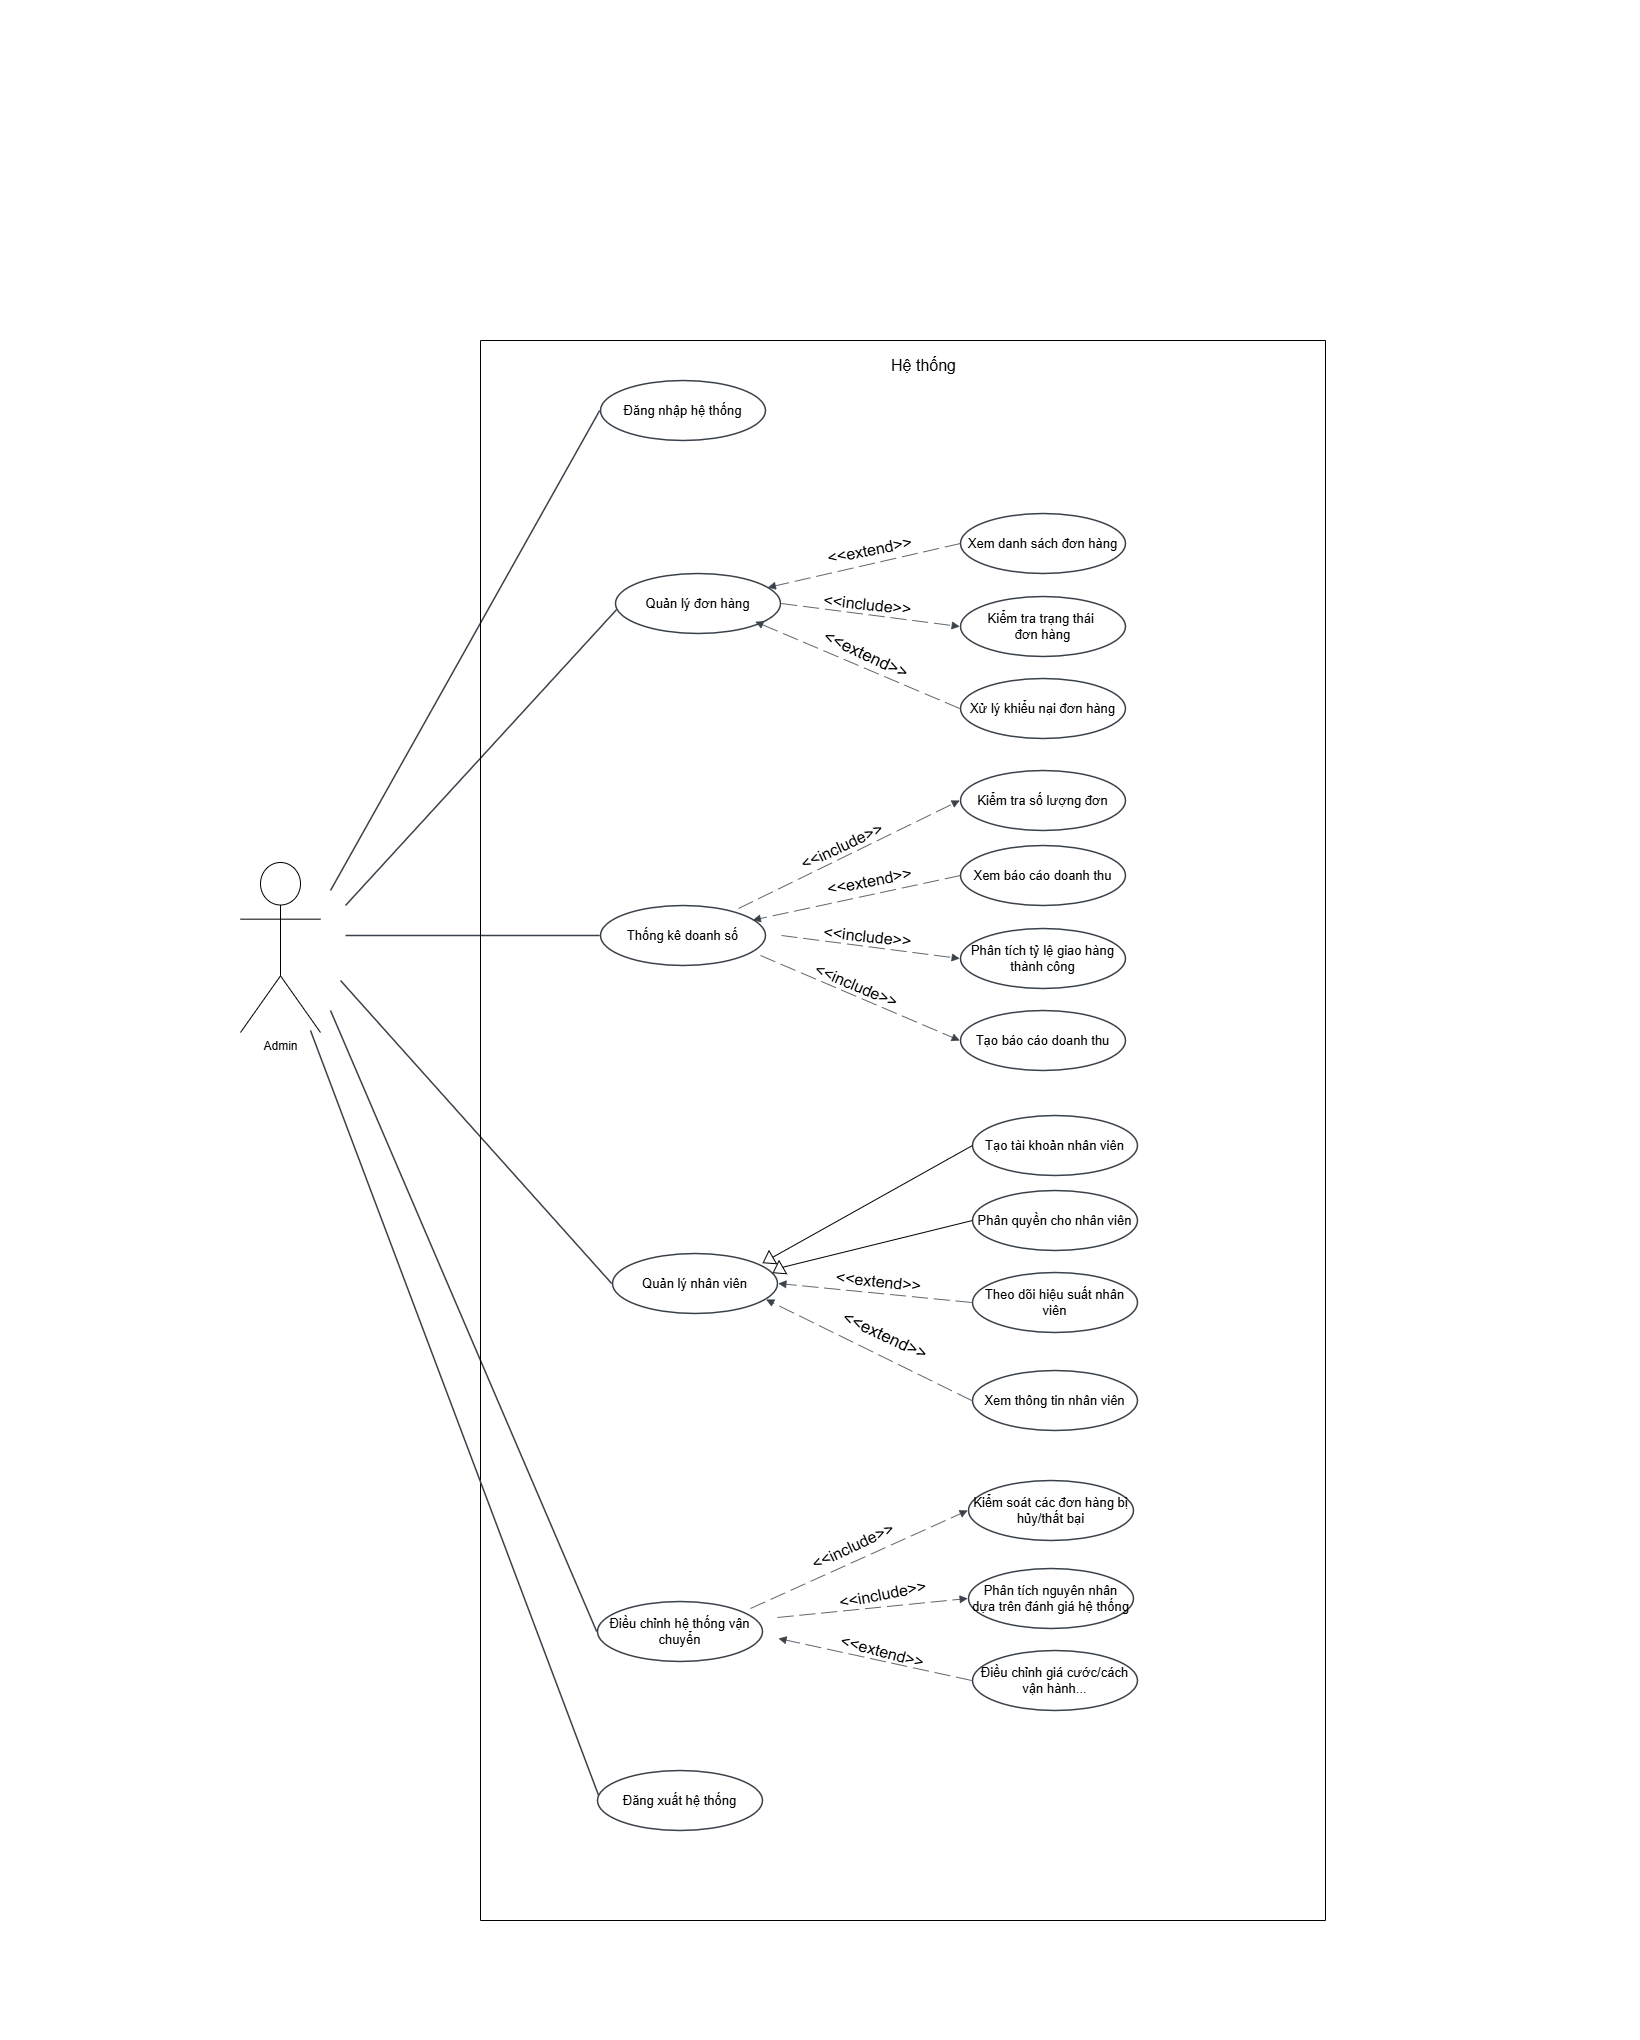 Hệ thống
Đăng nhập hệ thống
<<extend>>
Xem danh sách đơn hàng
Quản lý đơn hàng
<<include>>
Kiểm tra trạng thái
đơn hàng
<<extend>>
Xử lý khiểu nại đơn hàng
Kiểm tra số lượng đơn
<<include>>
<<extend>>
Xem báo cáo doanh thu
Thống kê doanh số
<<include>>
Phân tích tỷ lệ giao hàng
thành công
<<include>>
Tạo báo cáo doanh thu
Admin
Tạo tài khoản nhân viên
Phân quyền cho nhân viên
Quản lý nhân viên
<<extend>>
Theo dõi hiệu suất nhân
viên
<<extend>>
Xem thông tin nhân viên
Kiểm soát các đơn hàng bị
hủy/thất bại
<<include>>
<<include>>
Phân tích nguyên nhân
dựa trên đánh giá hệ thống
Điều chỉnh hệ thống vận
chuyển
<<extend>>
Điều chỉnh giá cước/cách
vận hành...
Đăng xuất hệ thống